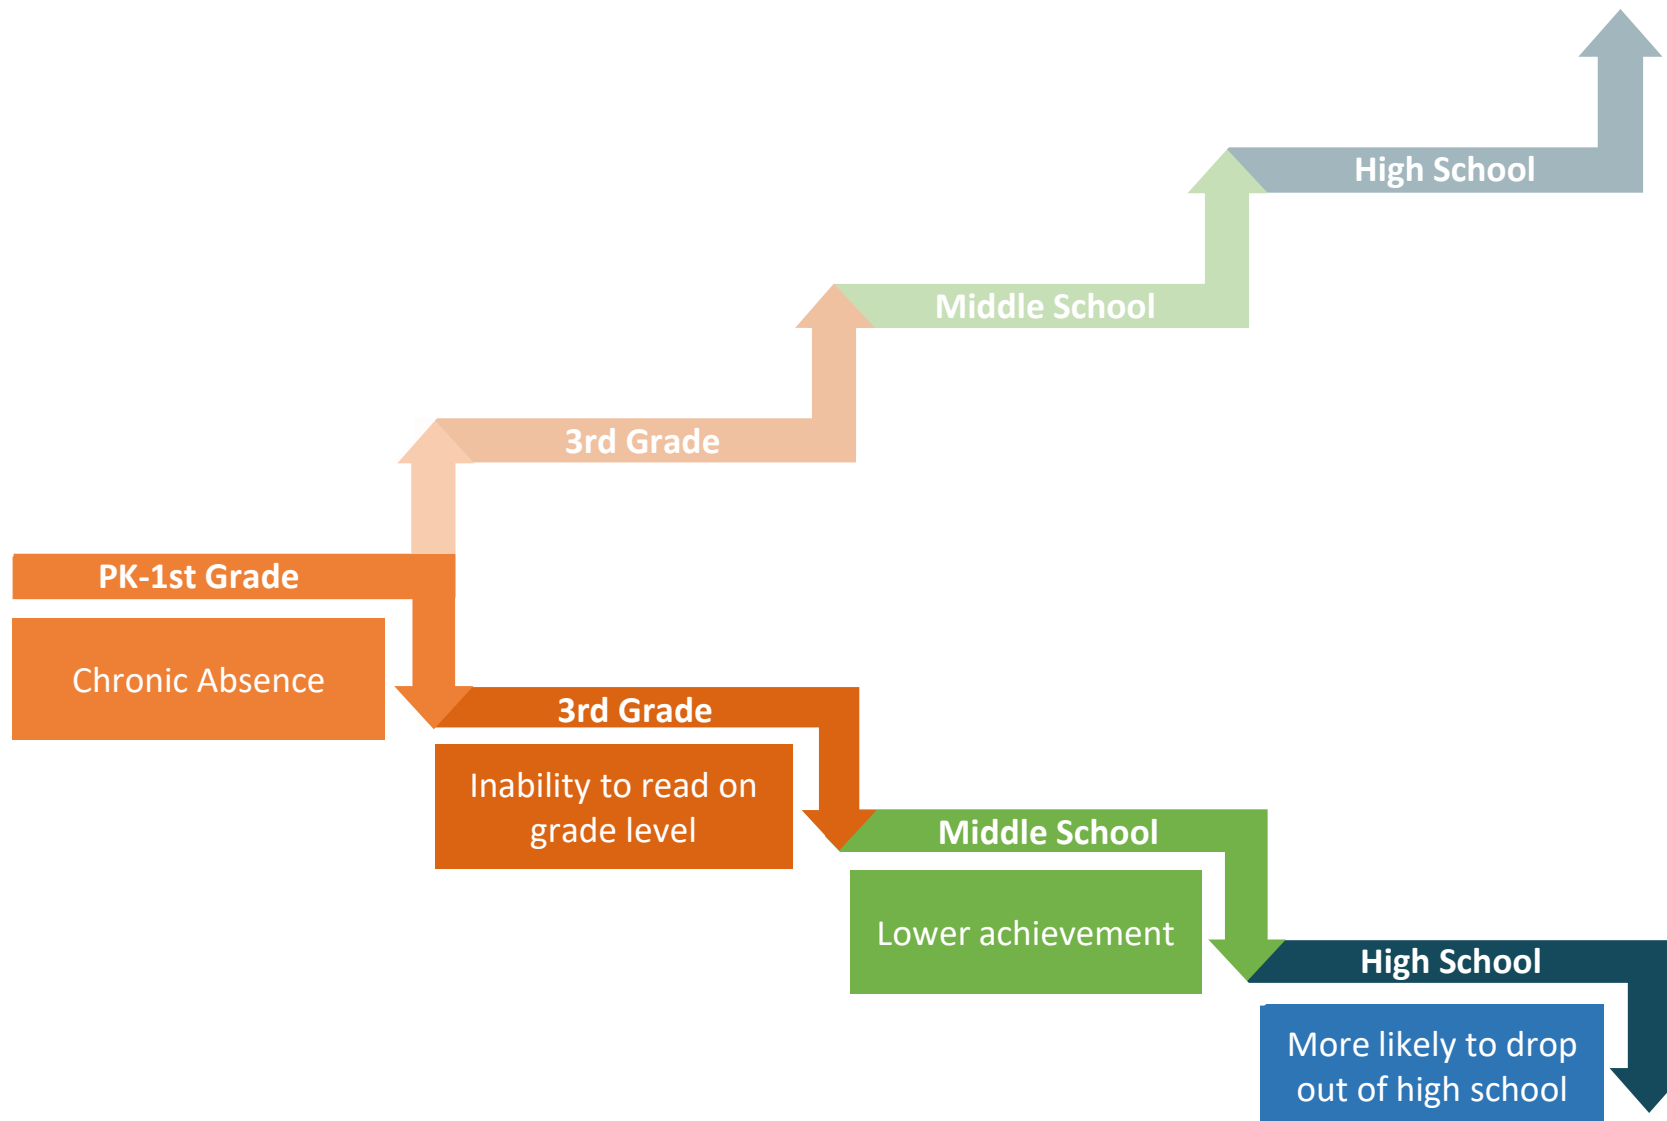 High School
Middle School
3rd Grade
PK-1st Grade
Chronic Absence
3rd Grade
Inability to read on
grade level
Middle School
Lower achievement
High School
More likely to drop
out of high school